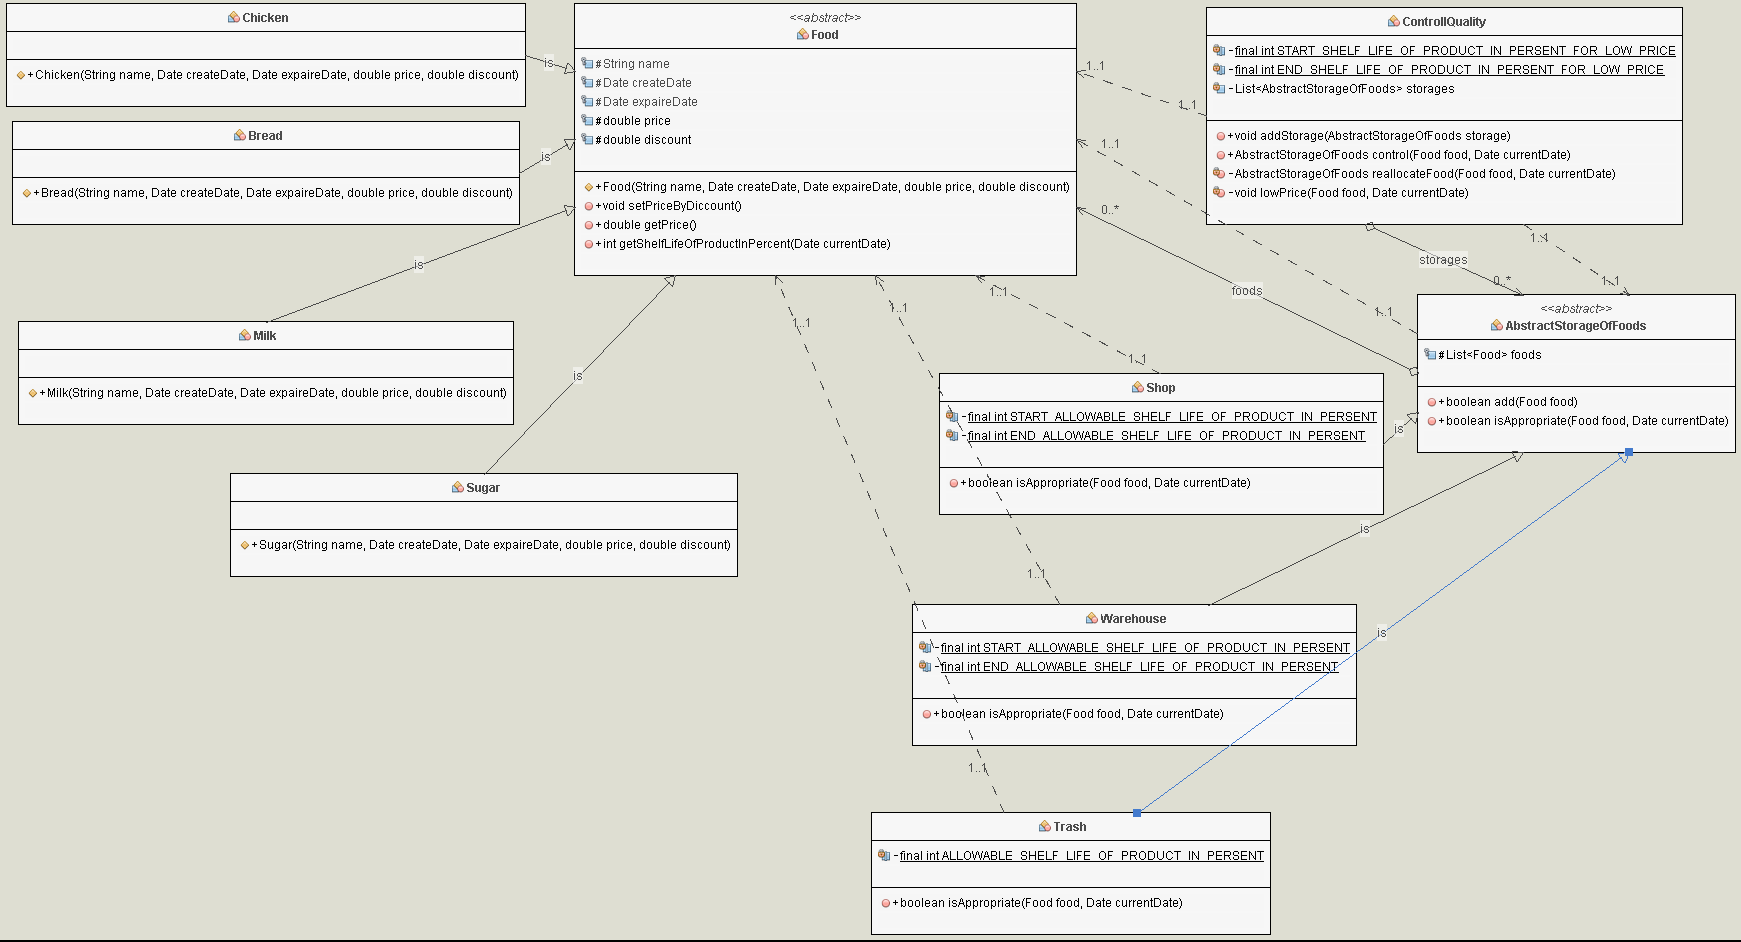 Chicken
+Chicken(String name, Date createDate, Date expaireDate, double price, double discount)
is
Bread
+Bread(String name, Date createDate, Date expaireDate, double price, double discount)
is
Milk
+Milk(String name, Date createDate, Date expaireDate, double price, double discount)
is
Sugar
+Sugar(String name, Date createDate, Date expaireDate, double price, double discount)
is
<<abstract>>
Food
#String name
#Date createDate
#Date expaireDate
#double price
#double discount
+Food(String name, Date createDate, Date expaireDate, double price, double discount)
+void setPriceByDiccount()
+double getPrice()
+int getShelfLifeOfProductInPercent(Date currentDate)
1..1
1..1
1..1
1..1
0..*
foods
1..1
1..1
1..1
1..1
1..1
1..1
1..1
ControllQuality
-final int START_SHELF_LIFE_OF_PRODUCT_IN_PERSENT_FOR_LOW_PRICE
-final int END_SHELF_LIFE_OF_PRODUCT_IN_PERSENT_FOR_LOW_PRICE
-List<AbstractStorageOfFoods> storages
+void addStorage(AbstractStorageOfFoods storage)
+AbstractStorageOfFoods control(Food food, Date currentDate)
-AbstractStorageOfFoods reallocateFood(Food food, Date currentDate)
-void lowPrice(Food food, Date currentDate)
1..1
storages
0..*
1..1
<<abstract>>
AbstractStorageOfFoods
#List<Food> foods
+boolean add(Food food)
+boolean isAppropriate(Food food, Date currentDate)
Shop
-final int START_ALLOWABLE_SHELF_LIFE_OF_PRODUCT_IN_PERSENT
-final int END_ALLOWABLE_SHELF_LIFE_OF_PRODUCT_IN_PERSENT
+boolean isAppropriate(Food food, Date currentDate)
is
is
Warehouse
-final int START_ALLOWABLE_SHELF_LIFE_OF_PRODUCT_IN_PERSENT
-final int END_ALLOWABLE_SHELF_LIFE_OF_PRODUCT_IN_PERSENT
+boolean isAppropriate(Food food, Date currentDate)
is
Trash
-final int ALLOWABLE_SHELF_LIFE_OF_PRODUCT_IN_PERSENT
+boolean isAppropriate(Food food, Date currentDate)